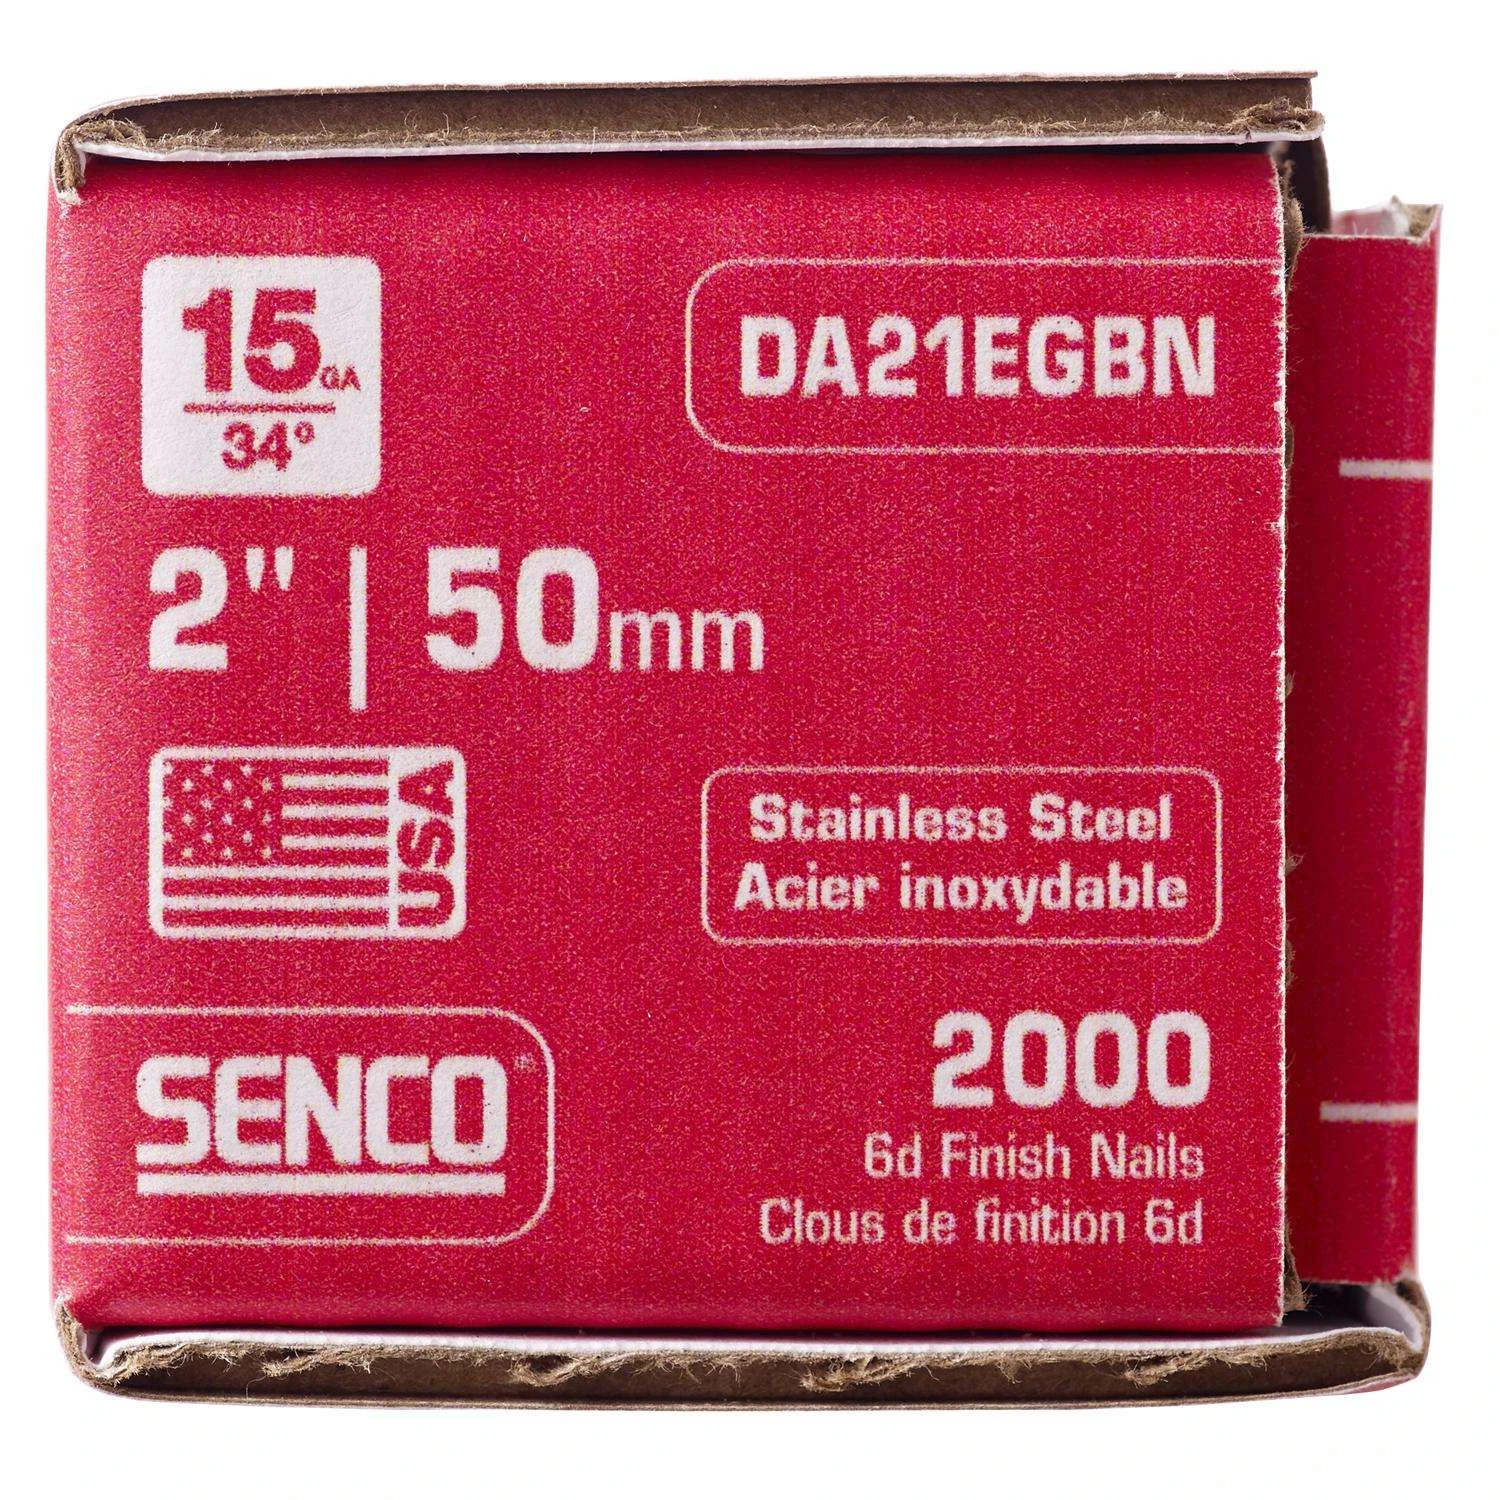 15GA
34°
DA21EGBN
2" | 50mm
USA
Stainless Steel
Acier inoxydable
SENCO®
2000
6d Finish Nails
Clous de finition 6d